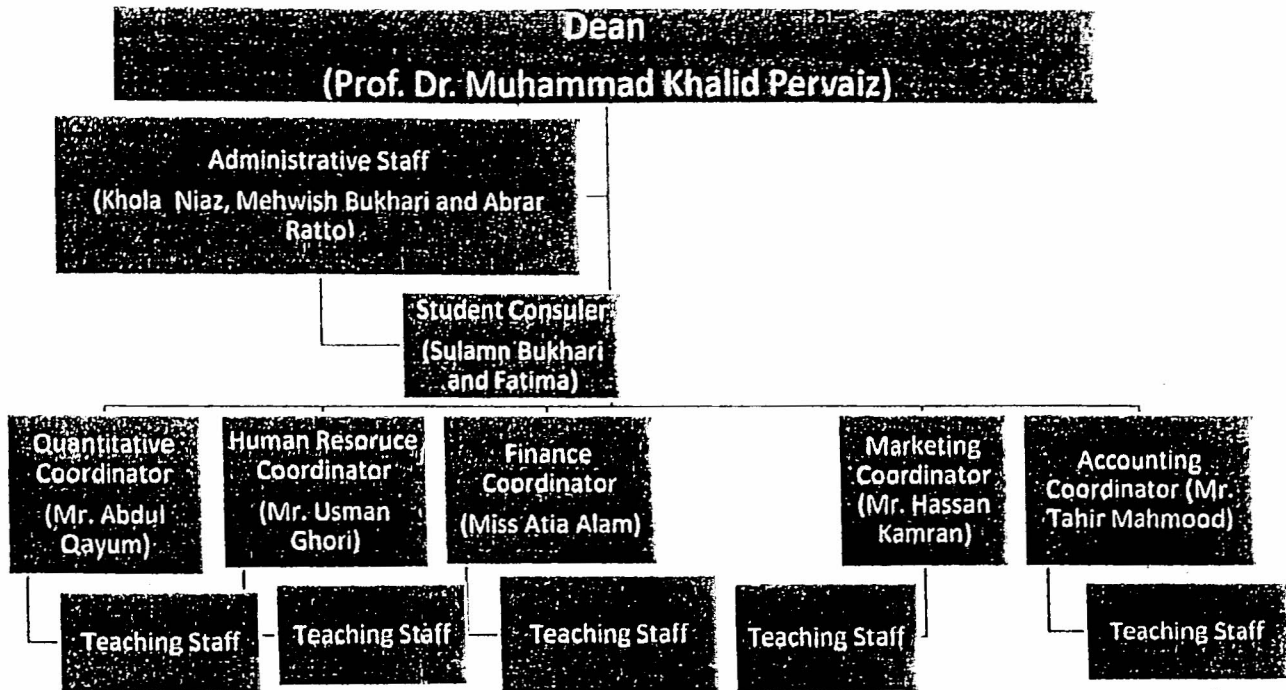 Dean
(Prof. Dr. Muhammad Khalid Pervaiz)
Administrative Staff
(Khola Niaz, Mehwish Bukhari and Abrar
Ratto)
Student Consuler
(Sulamn Bukhari
and Fatima)
Quantitative
Coordinator
(Mr. Abdul
Qayum)
Human Resoruce
Coordinator
(Mr. Usman
Ghori)
Finance
Coordinator
(Miss Atia Alam)
Marketing
Coordinator
(Mr. Hassan
Kamran)
Accounting
Coordinator (Mr.
Tahir Mahmood)
Teaching Staff
Teaching Staff
Teaching Staff
Teaching Staff
Teaching Staff